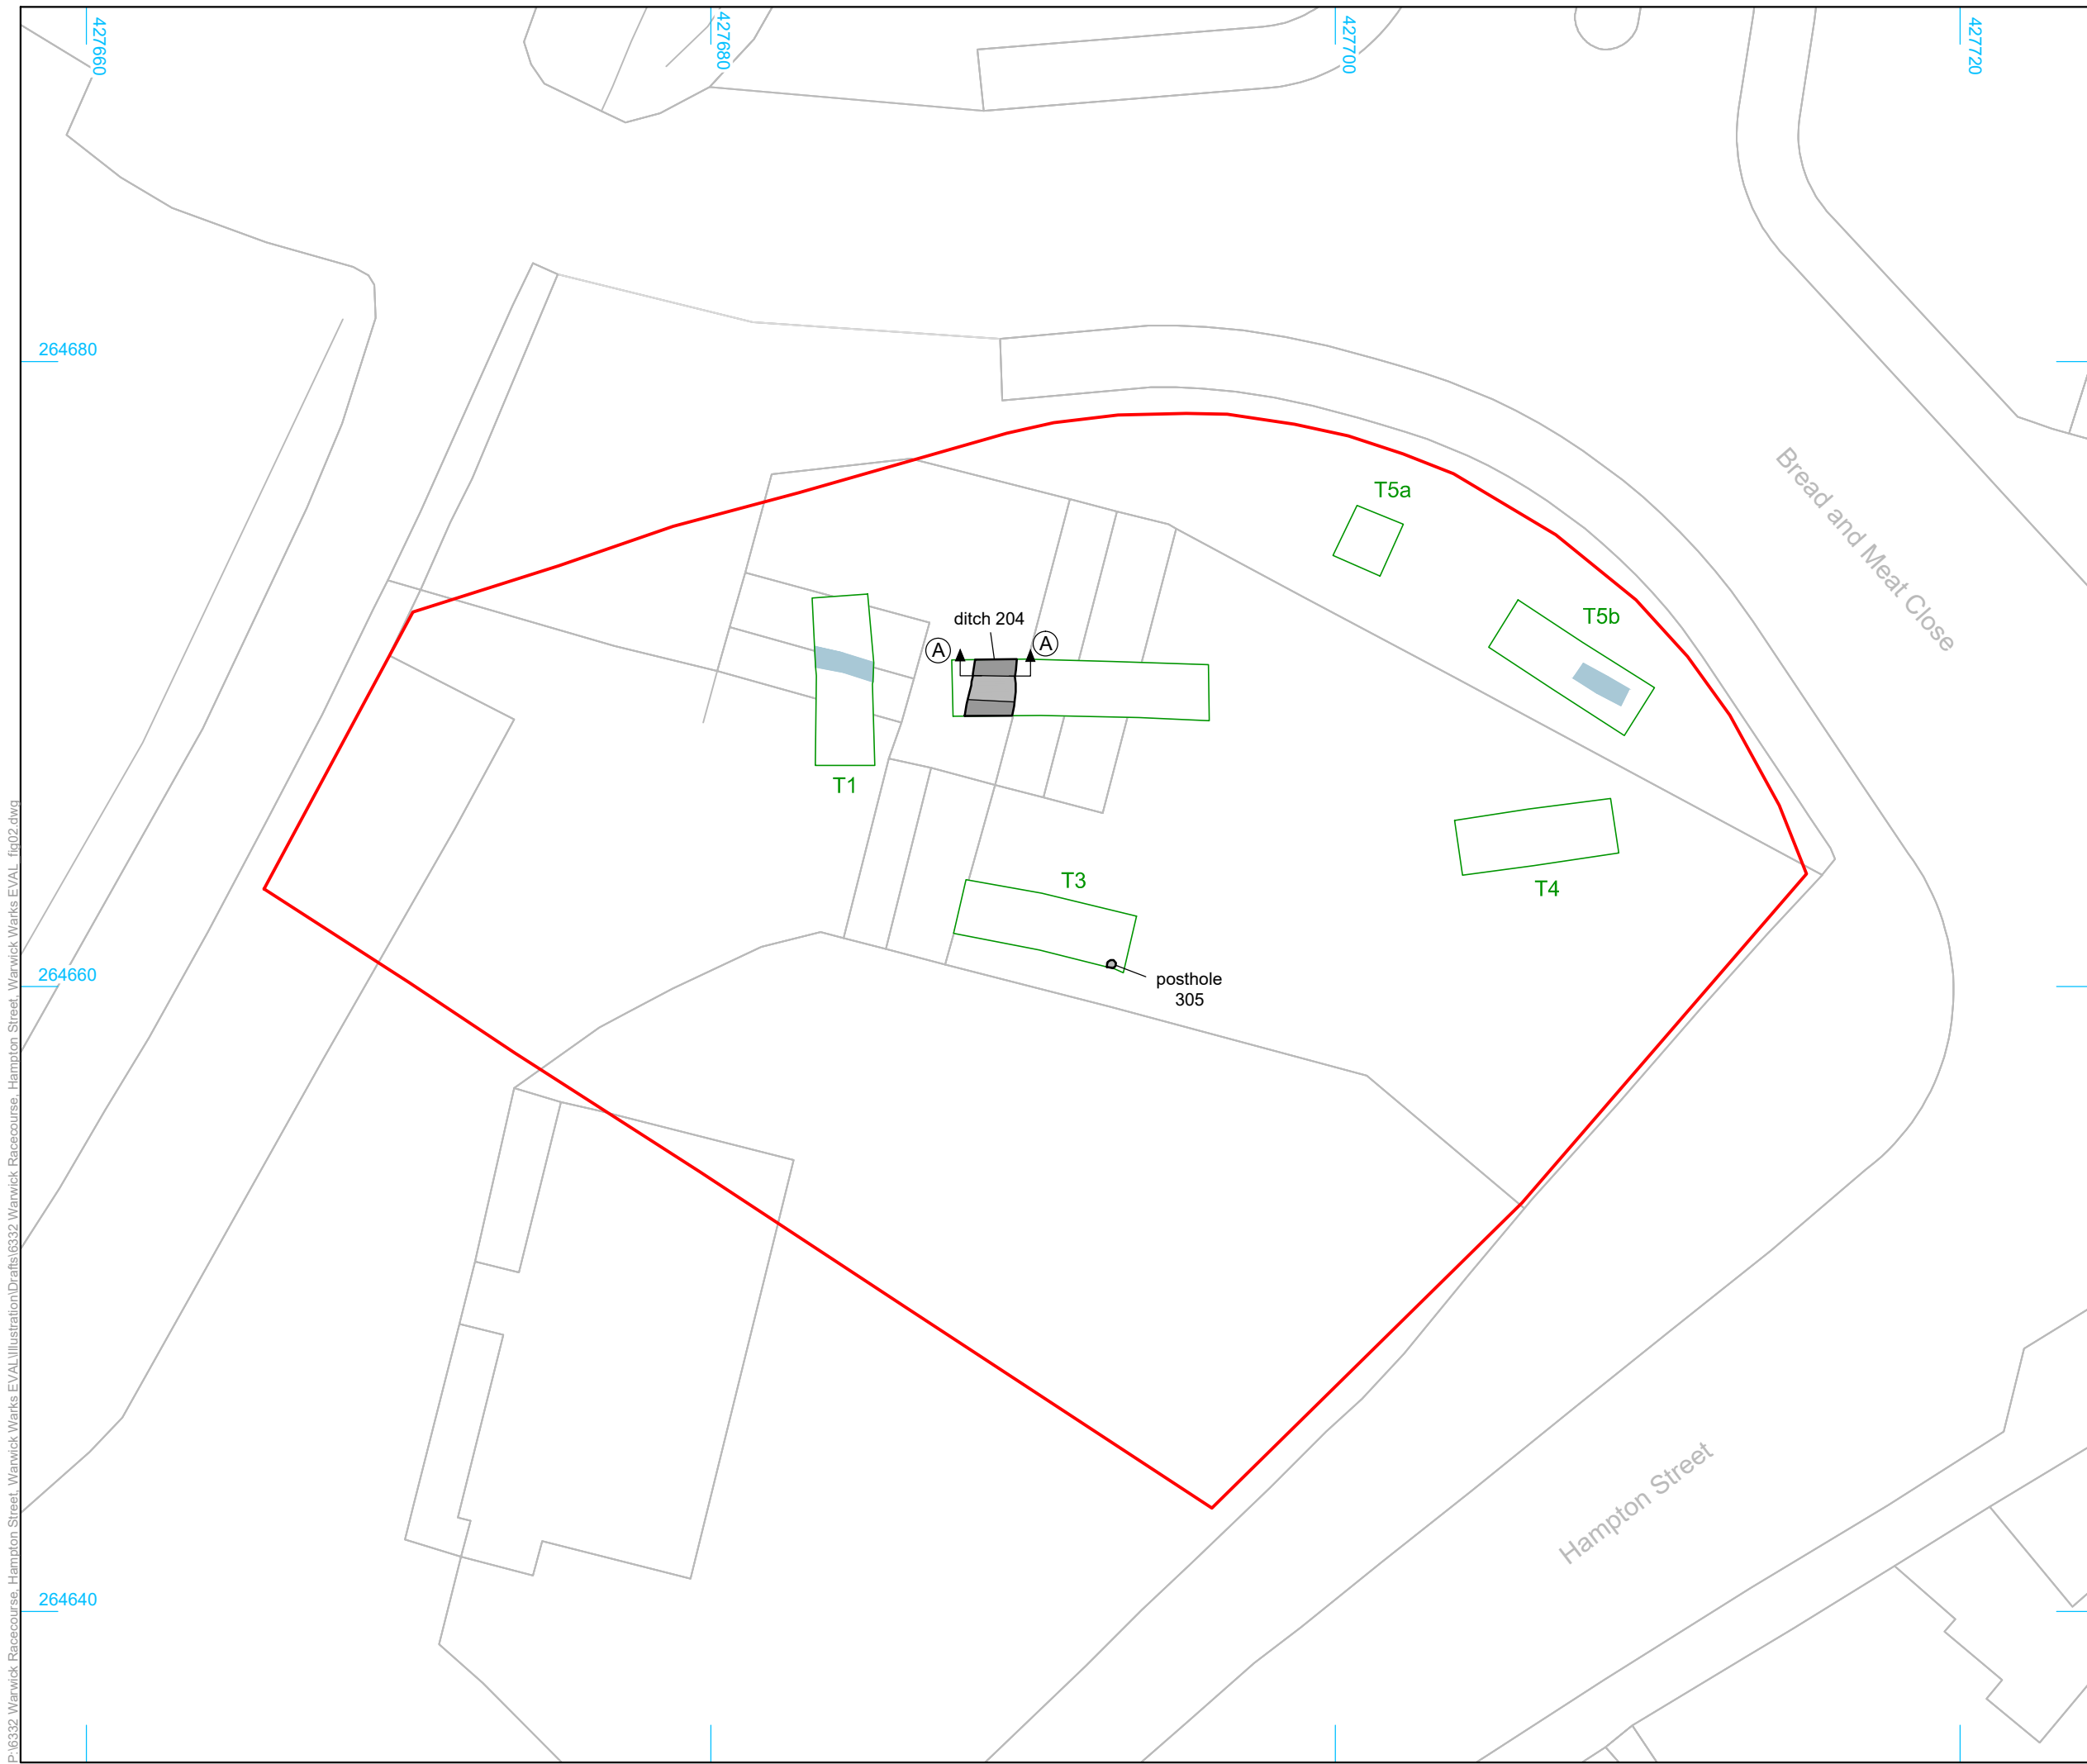 427660
427680
427700
427720
264680
Bread and Meat Close
T5a
T5b
ditch 204
A
A
T1
T3
T4
264660
posthole
305
Hampton Street
264640
P:\6332 Warwick Racecourse, Hampton Street, Warwick Warks EVAL\Illustration\Drafts\6332 Warwick Racecourse, Hampton Street, Warwick Warks EVAL_fig02.dwg